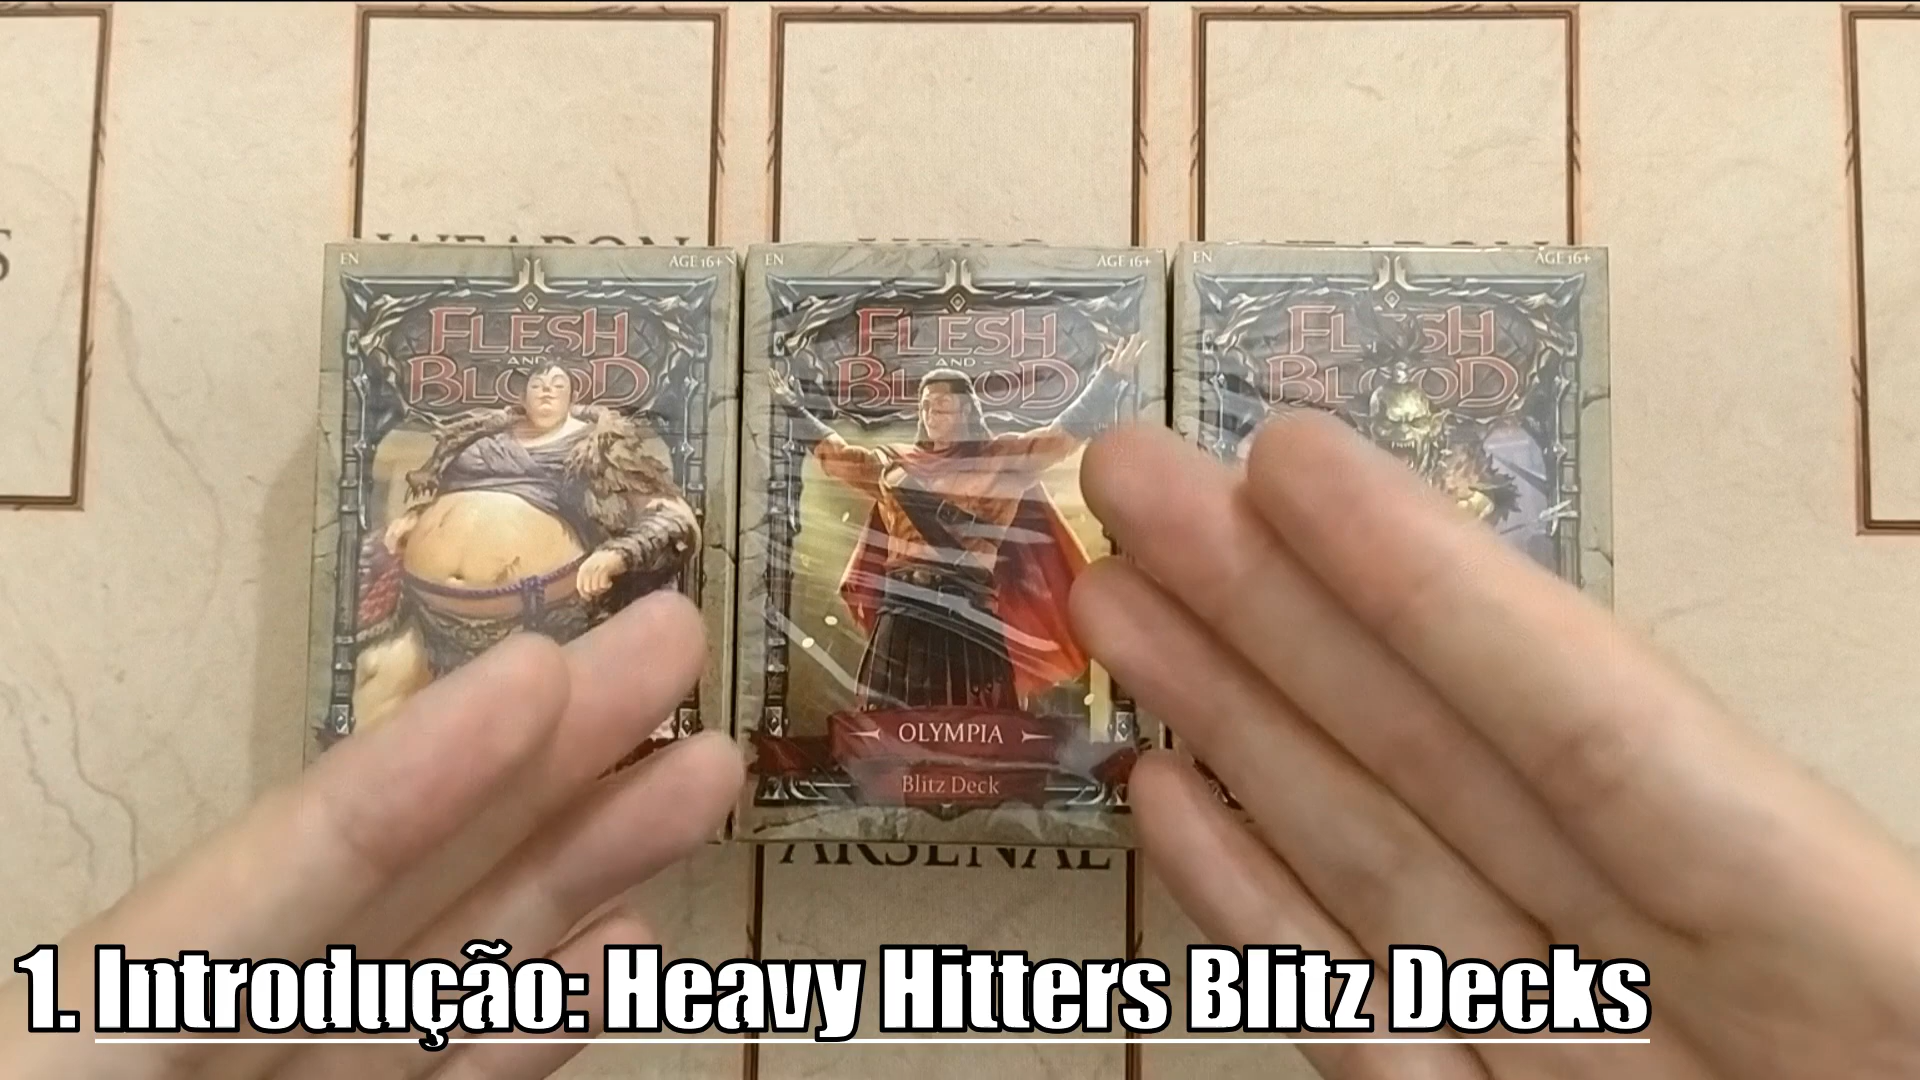 WEAPON
EN AGE 16+
FLESH
AND
BLOOD
EN AGE 16+
FLESH
AND
BLOOD
OLYMPIA
Blitz Deck
EN AGE 16+
FLESH
BLOOD
ARSENAL
1. Introdução: Heavy Hitters Blitz Decks